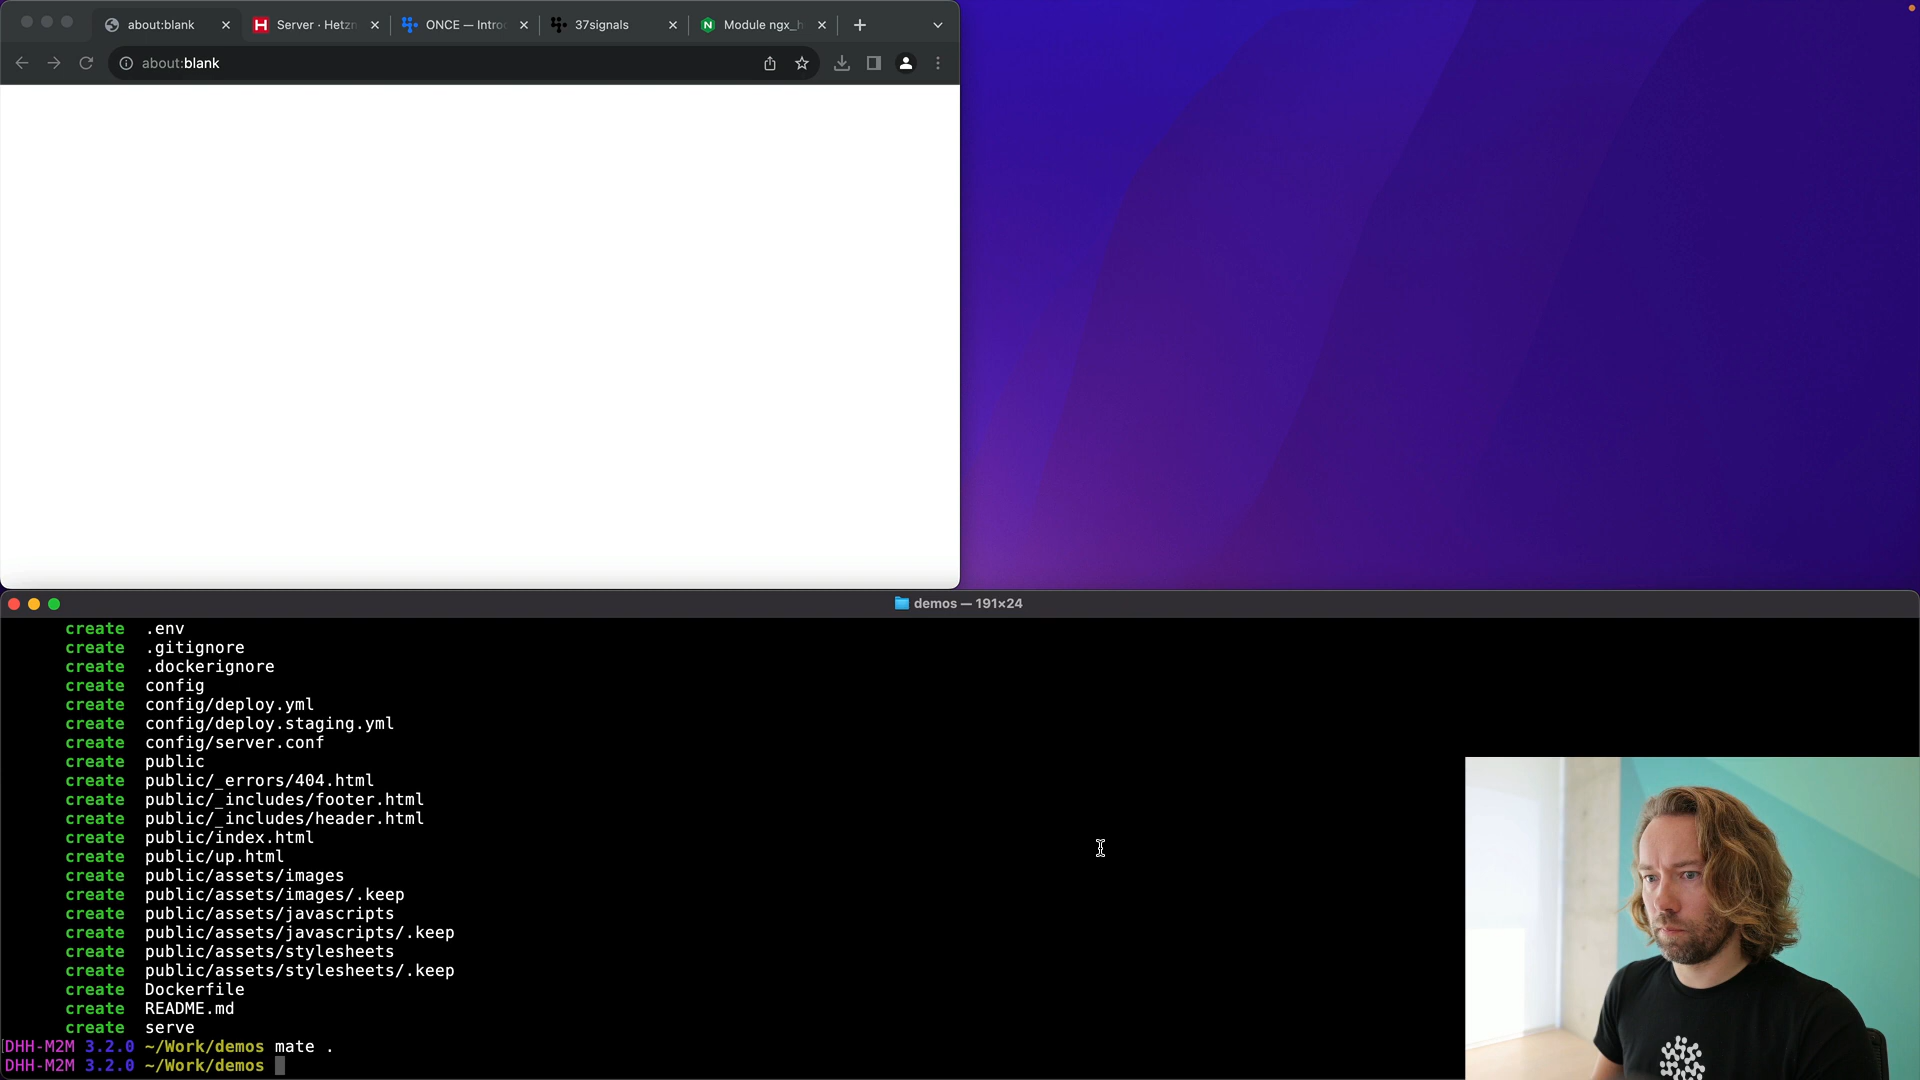 about:blank
Server · Hetzn
ONCE — Intro
37signals
Module ngx_h
about:blank
demos — 191×24
create .env
create .gitignore
create .dockerignore
create config
create config/deploy.yml
create config/deploy.staging.yml
create config/server.conf
create public
create public/_errors/404.html
create public/_includes/footer.html
create public/_includes/header.html
create public/index.html
create public/up.html
create public/assets/images
create public/assets/images/.keep
create public/assets/javascripts
create public/assets/javascripts/.keep
create public/assets/stylesheets
create public/assets/stylesheets/.keep
create Dockerfile
create README.md
create serve
DHH-M2M 3.2.0 ~/Work/demos mate .
DHH-M2M 3.2.0 ~/Work/demos